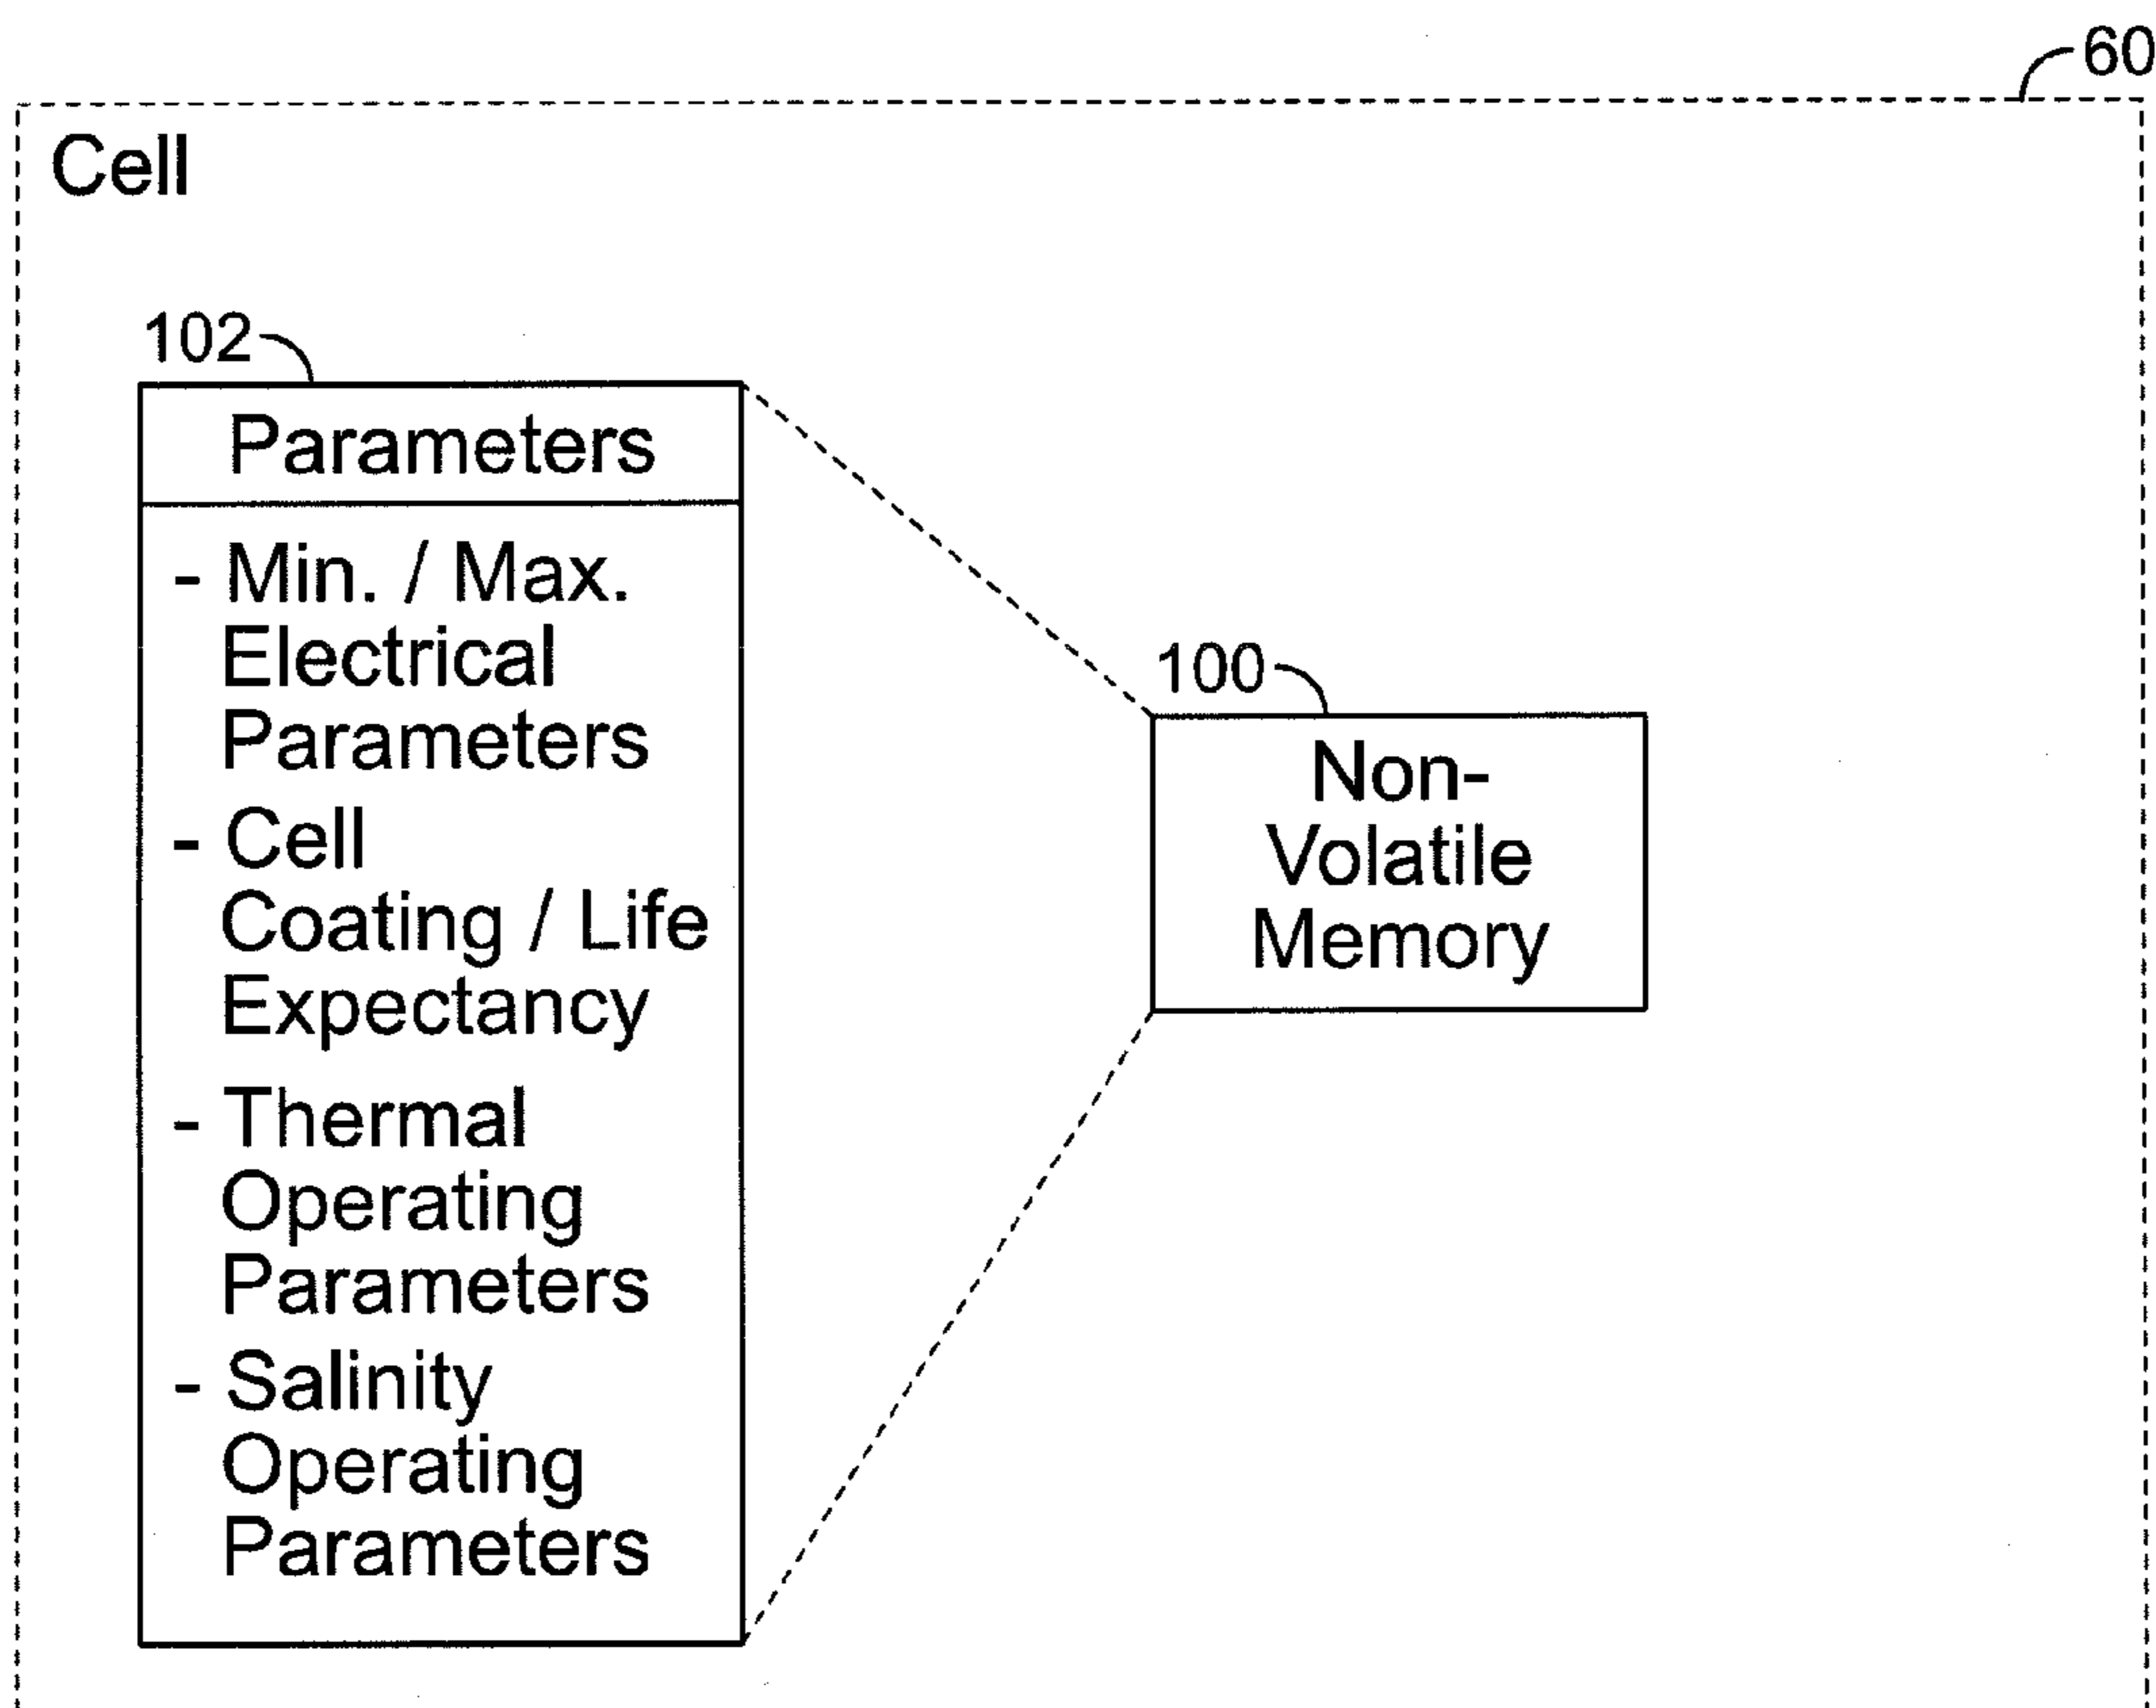 60
Cell
102
Parameters
- Min. / Max.
Electrical
Parameters
- Cell
Coating / Life
Expectancy
- Thermal
Operating
Parameters
- Salinity
Operating
Parameters
100
Non-
Volatile
Memory